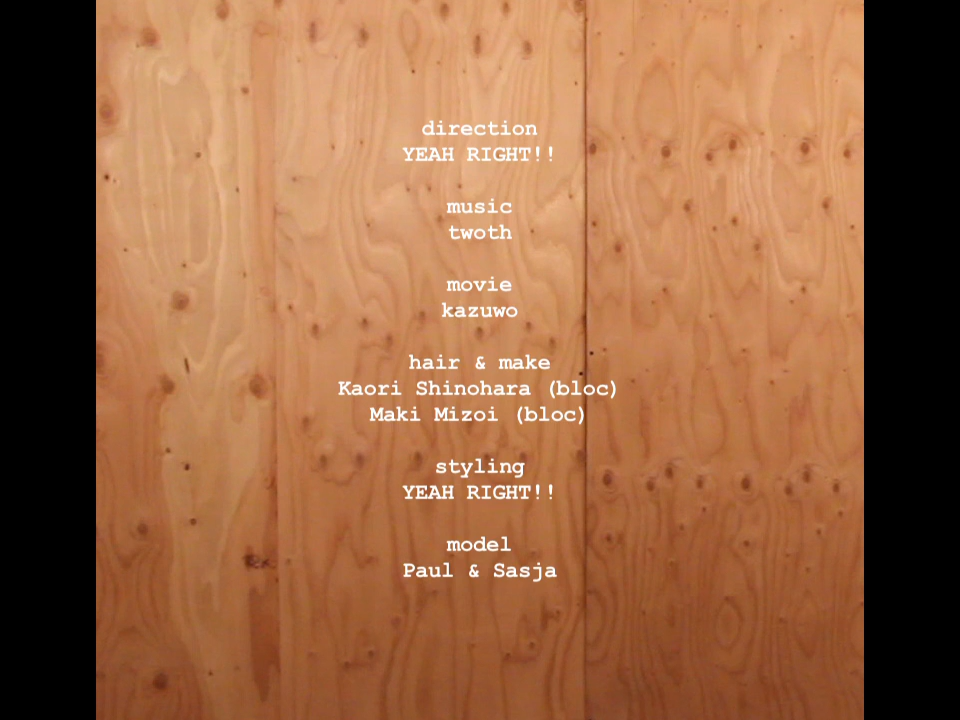 direction
YEAH RIGHT!!
music
twoth
movie
kazuwo
hair & make
Kaori Shinohara (bloc)
Maki Mizoi (bloc)
styling
YEAH RIGHT!!
model
Paul & Sasja